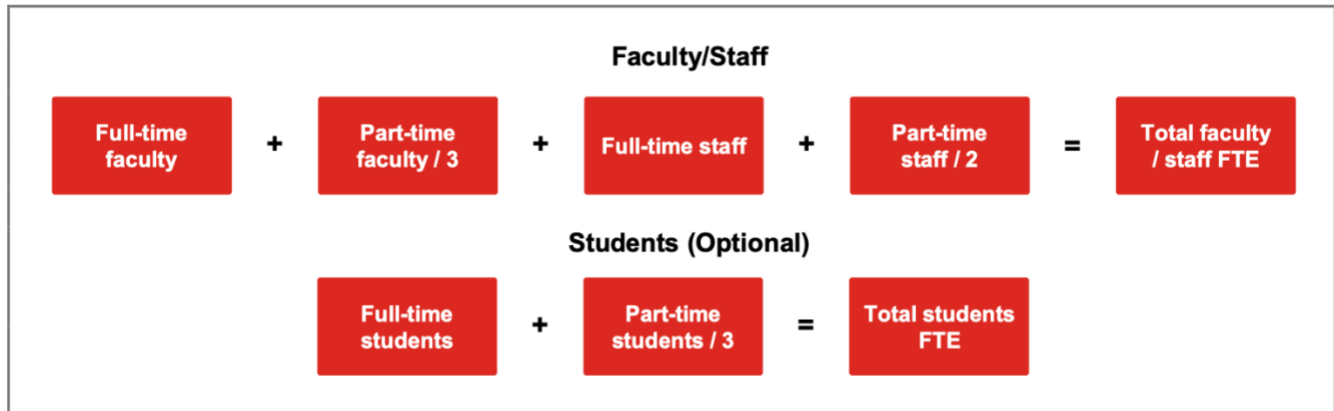 Faculty/Staff
Full-time
faculty
+
Part-time
faculty / 3
+
Full-time staff
+
Part-time
staff / 2
=
Total faculty
/ staff FTE
Students (Optional)
Full-time
students
+
Part-time
students / 3
=
Total students
FTE